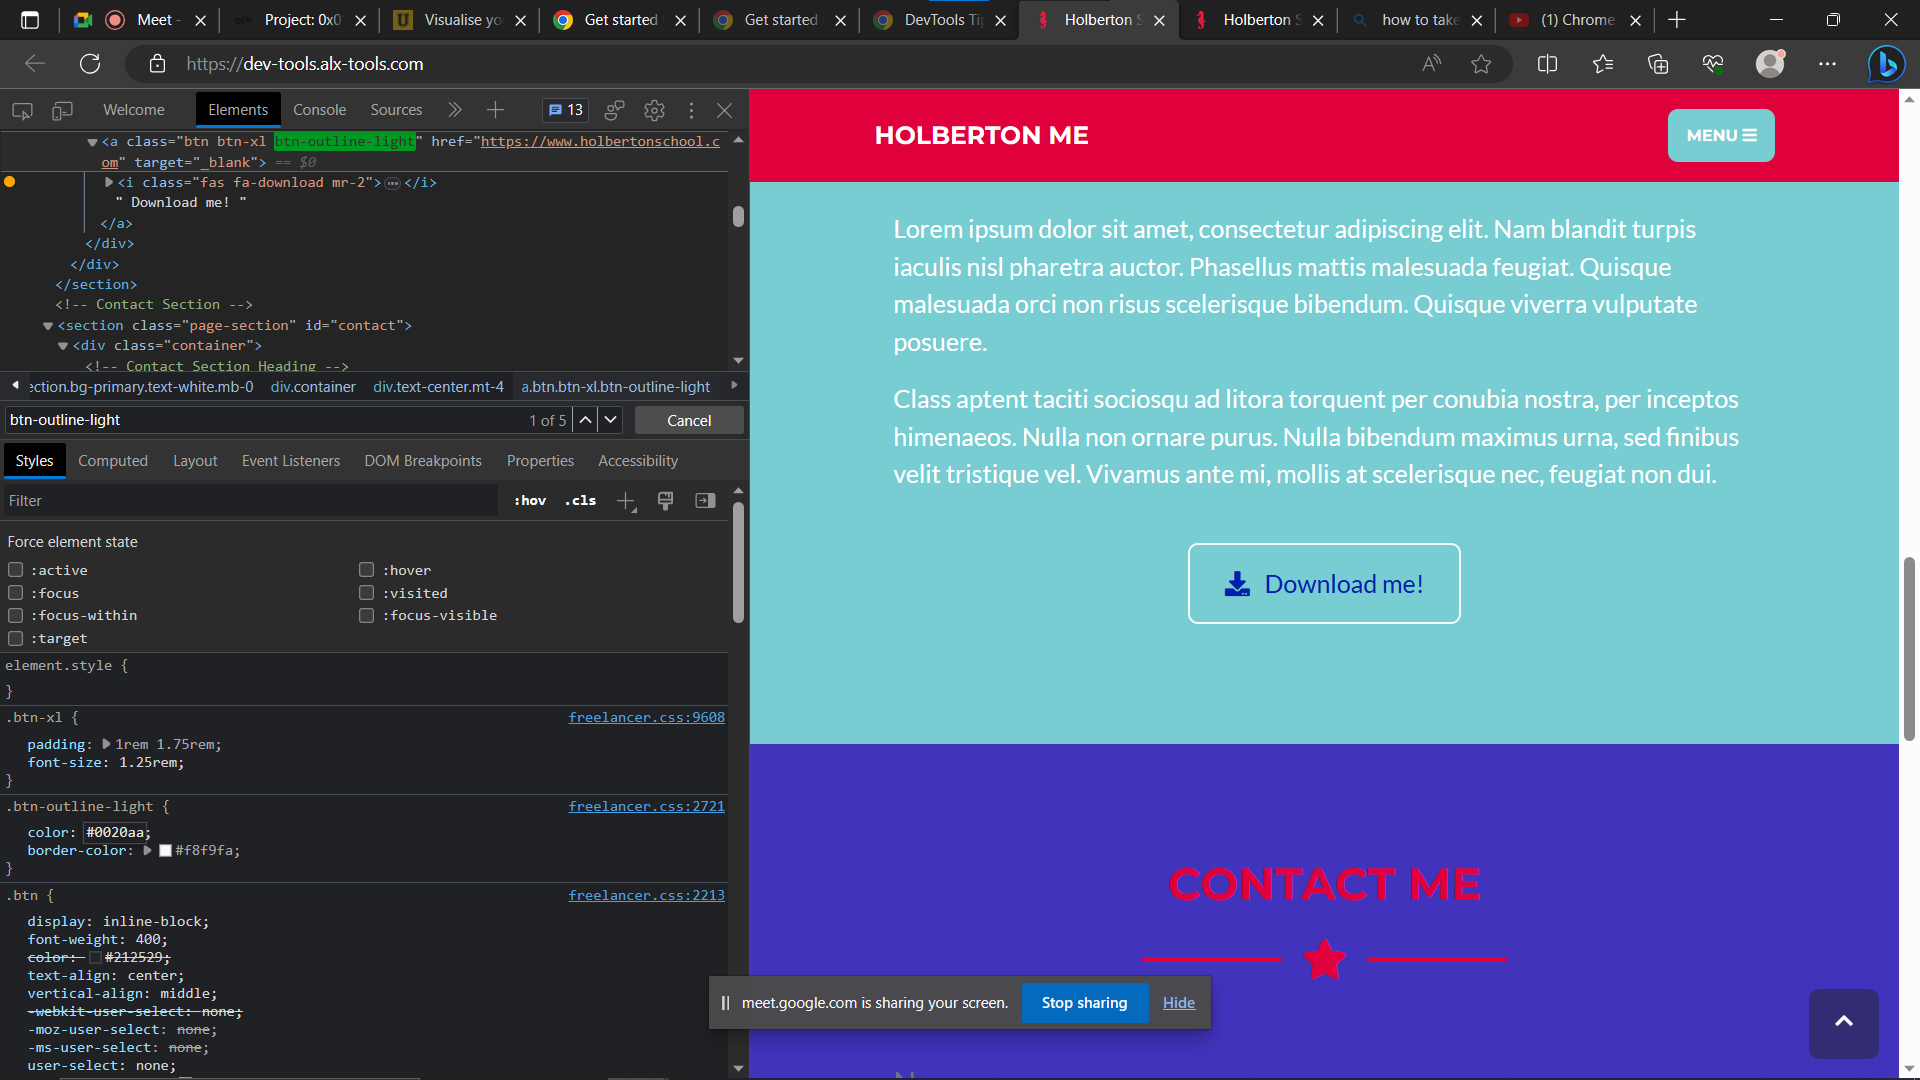 Meet -
Project: 0x0
Visualise yo
Get started
Get started
DevTools Ti
Holberton S
Holberton S
how to take
(1) Chrome
https://dev-tools.alx-tools.com
Welcome
Elements
Console
Sources
13
<a class="btn btn-xl btn-outline-light" href="https://www.holbertonschool.c
om" target="_blank"> == $0
<i class="fas fa-download mr-2">…</i>
" Download me! "
</a>
</div>
</div>
</section>
<!-- Contact Section -->
<section class="page-section" id="contact">
<div class="container">
<!-- Contact Section Heading -->
ection.bg-primary.text-white.mb-0 div.container div.text-center.mt-4 a.btn.btn-xl.btn-outline-light
btn-outline-light
1 of 5
Cancel
Styles
Computed
Layout
Event Listeners
DOM Breakpoints
Properties
Accessibility
Filter
:hov
.cls
Force element state
:active
:hover
:focus
:visited
:focus-within
:focus-visible
:target
element.style {
}
.btn-xl {
freelancer.css:9608
padding: 1rem 1.75rem;
font-size: 1.25rem;
}
.btn-outline-light {
freelancer.css:2721
color: #0020aa;
border-color: #f8f9fa;
}
.btn {
freelancer.css:2213
display: inline-block;
font-weight: 400;
color: #212529;
text-align: center;
vertical-align: middle;
-webkit-user-select: none;
-moz-user-select: none;
-ms-user-select: none;
user-select: none;
HOLBERTON ME
MENU
Lorem ipsum dolor sit amet, consectetur adipiscing elit. Nam blandit turpis
iaculis nisl pharetra auctor. Phasellus mattis malesuada feugiat. Quisque
malesuada orci non risus scelerisque bibendum. Quisque viverra vulputate
posuere.
Class aptent taciti sociosqu ad litora torquent per conubia nostra, per inceptos
himenaeos. Nulla non ornare purus. Nulla bibendum maximus urna, sed finibus
velit tristique vel. Vivamus ante mi, mollis at scelerisque nec, feugiat non dui.
Download me!
CONTACT ME
meet.google.com is sharing your screen.
Stop sharing
Hide